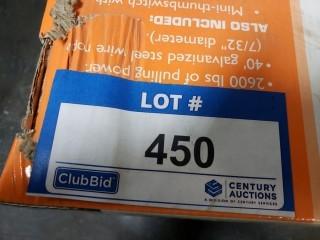 LOT #
450
ClubBid
CENTURY
AUCTIONS
A DIVISION OF CENTURY SERVICES
• 2600 lbs of pulling power.
• 40' galvanized steel wire rope
(7/32" diameter).
ALSO INCLUDED:
• Mini-thumbswitch with